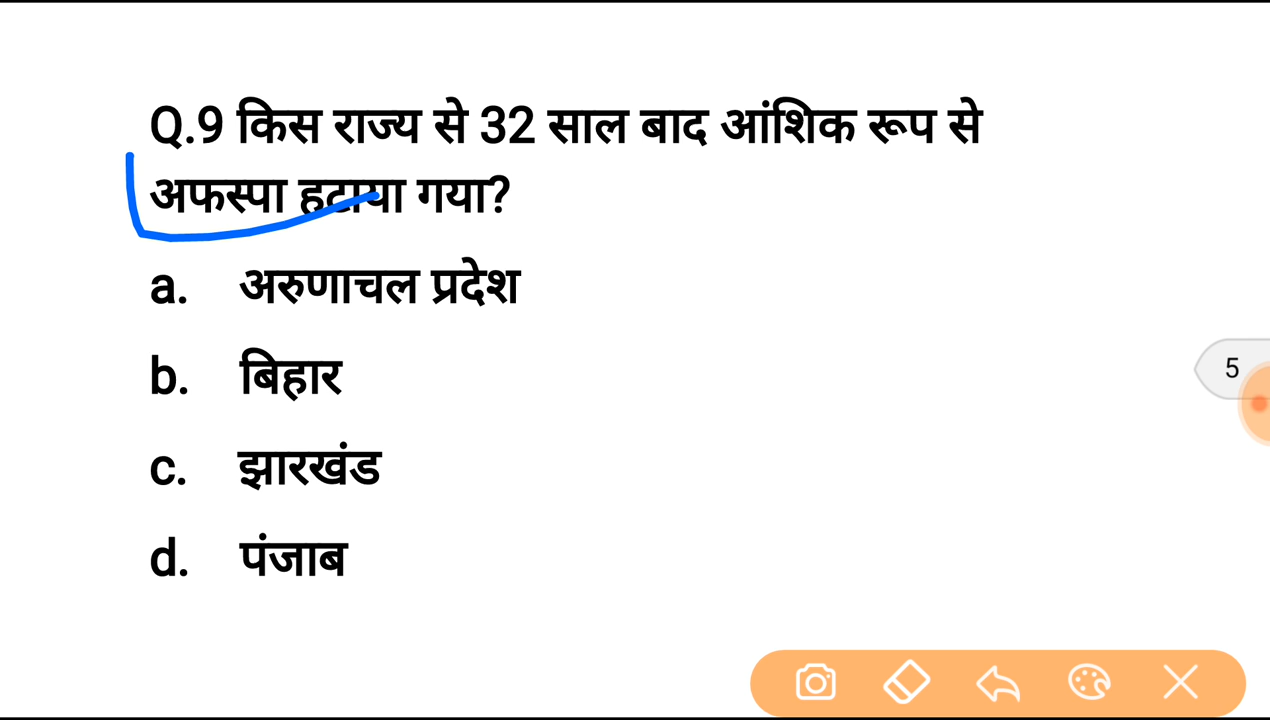 Q.9 किस राज्य से 32 साल बाद आंशिक रूप से
अफस्पा हटाया गया?
a. अरुणाचल प्रदेश
b. बिहार
5
c. झारखंड
d. पंजाब